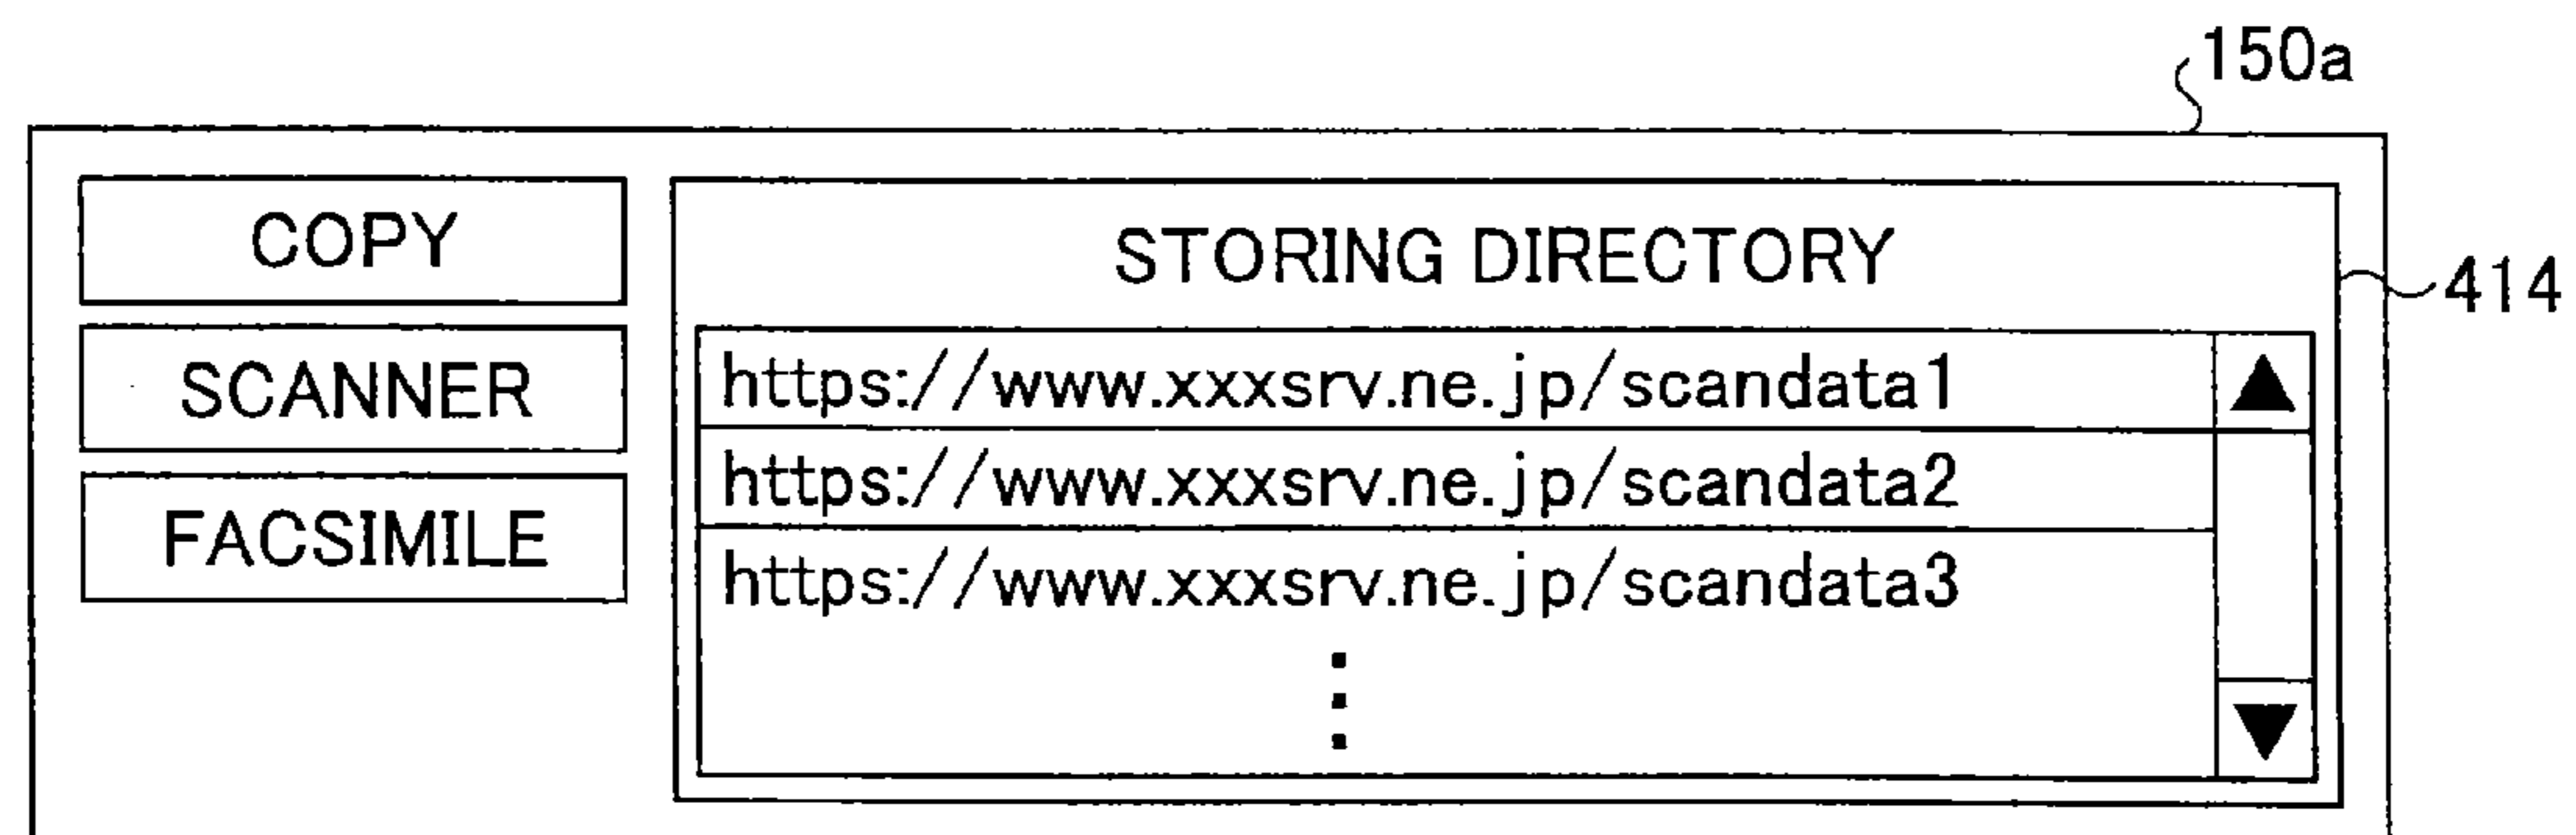 150a
COPY
SCANNER
FACSIMILE
STORING DIRECTORY
414
https://www.xxxsrv.ne.jp/scandata1
https://www.xxxsrv.ne.jp/scandata2
https://www.xxxsrv.ne.jp/scandata3